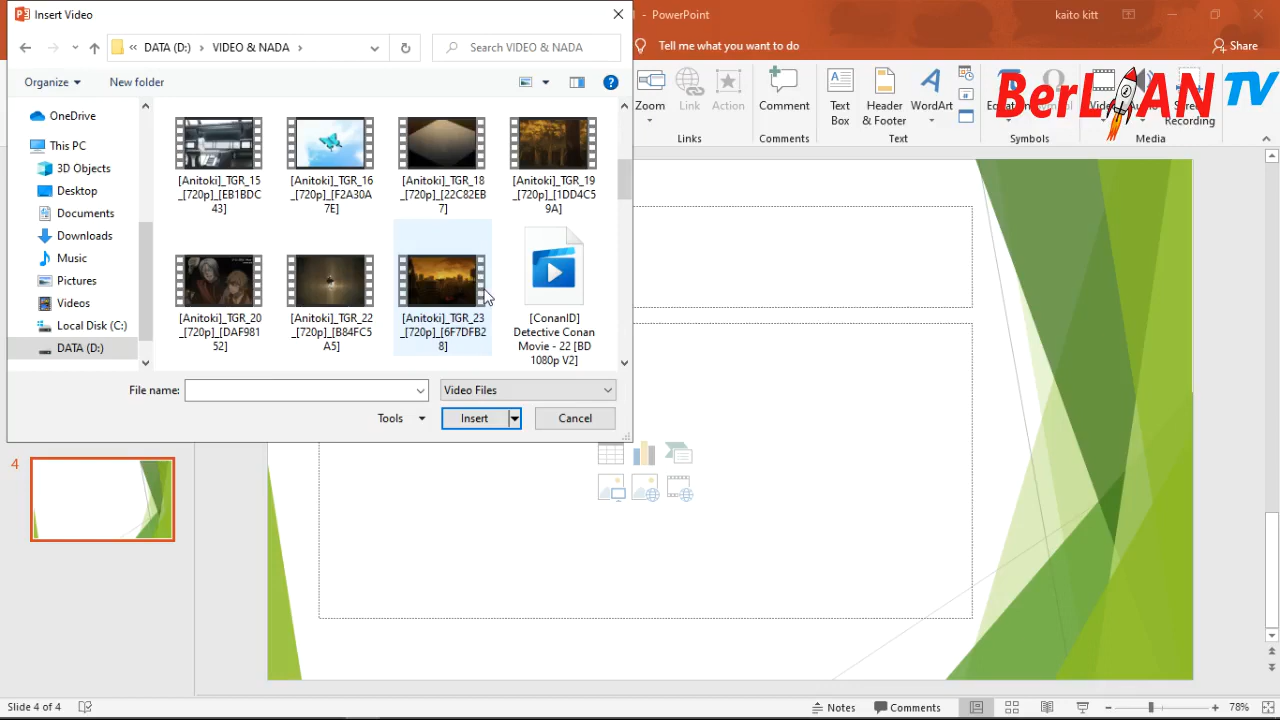 Insert Video
- PowerPoint
kaito kitt
DATA (D:)
VIDEO & NADA
Search VIDEO & NADA
Tell me what you want to do
Share
Organize
New folder
OneDrive
This PC
3D Objects
Desktop
Documents
Downloads
Music
Pictures
Videos
Local Disk (C:)
DATA (D:)
[Anitoki]_TGR_15
_[720p]_[EB1BDC
43]
[Anitoki]_TGR_16
_[720p]_[F2A30A
7E]
[Anitoki]_TGR_18
_[720p]_[22C82EB
7]
[Anitoki]_TGR_19
_[720p]_[1DD4C5
9A]
[Anitoki]_TGR_20
_[720p]_[DAF981
52]
[Anitoki]_TGR_22
_[720p]_[B84FC5
A5]
[Anitoki]_TGR_23
_[720p]_[6F7DFB2
8]
[ConanID]
Detective Conan
Movie - 22 [BD
1080p V2]
File name:
Video Files
Tools
Insert
Cancel
Zoom
Link
Action
Links
Comment
Comments
Text
Box
Header
& Footer
WordArt
Text
Symbols
Recording
Media
BerLIAN TV
4
Slide 4 of 4
Notes
Comments
78%